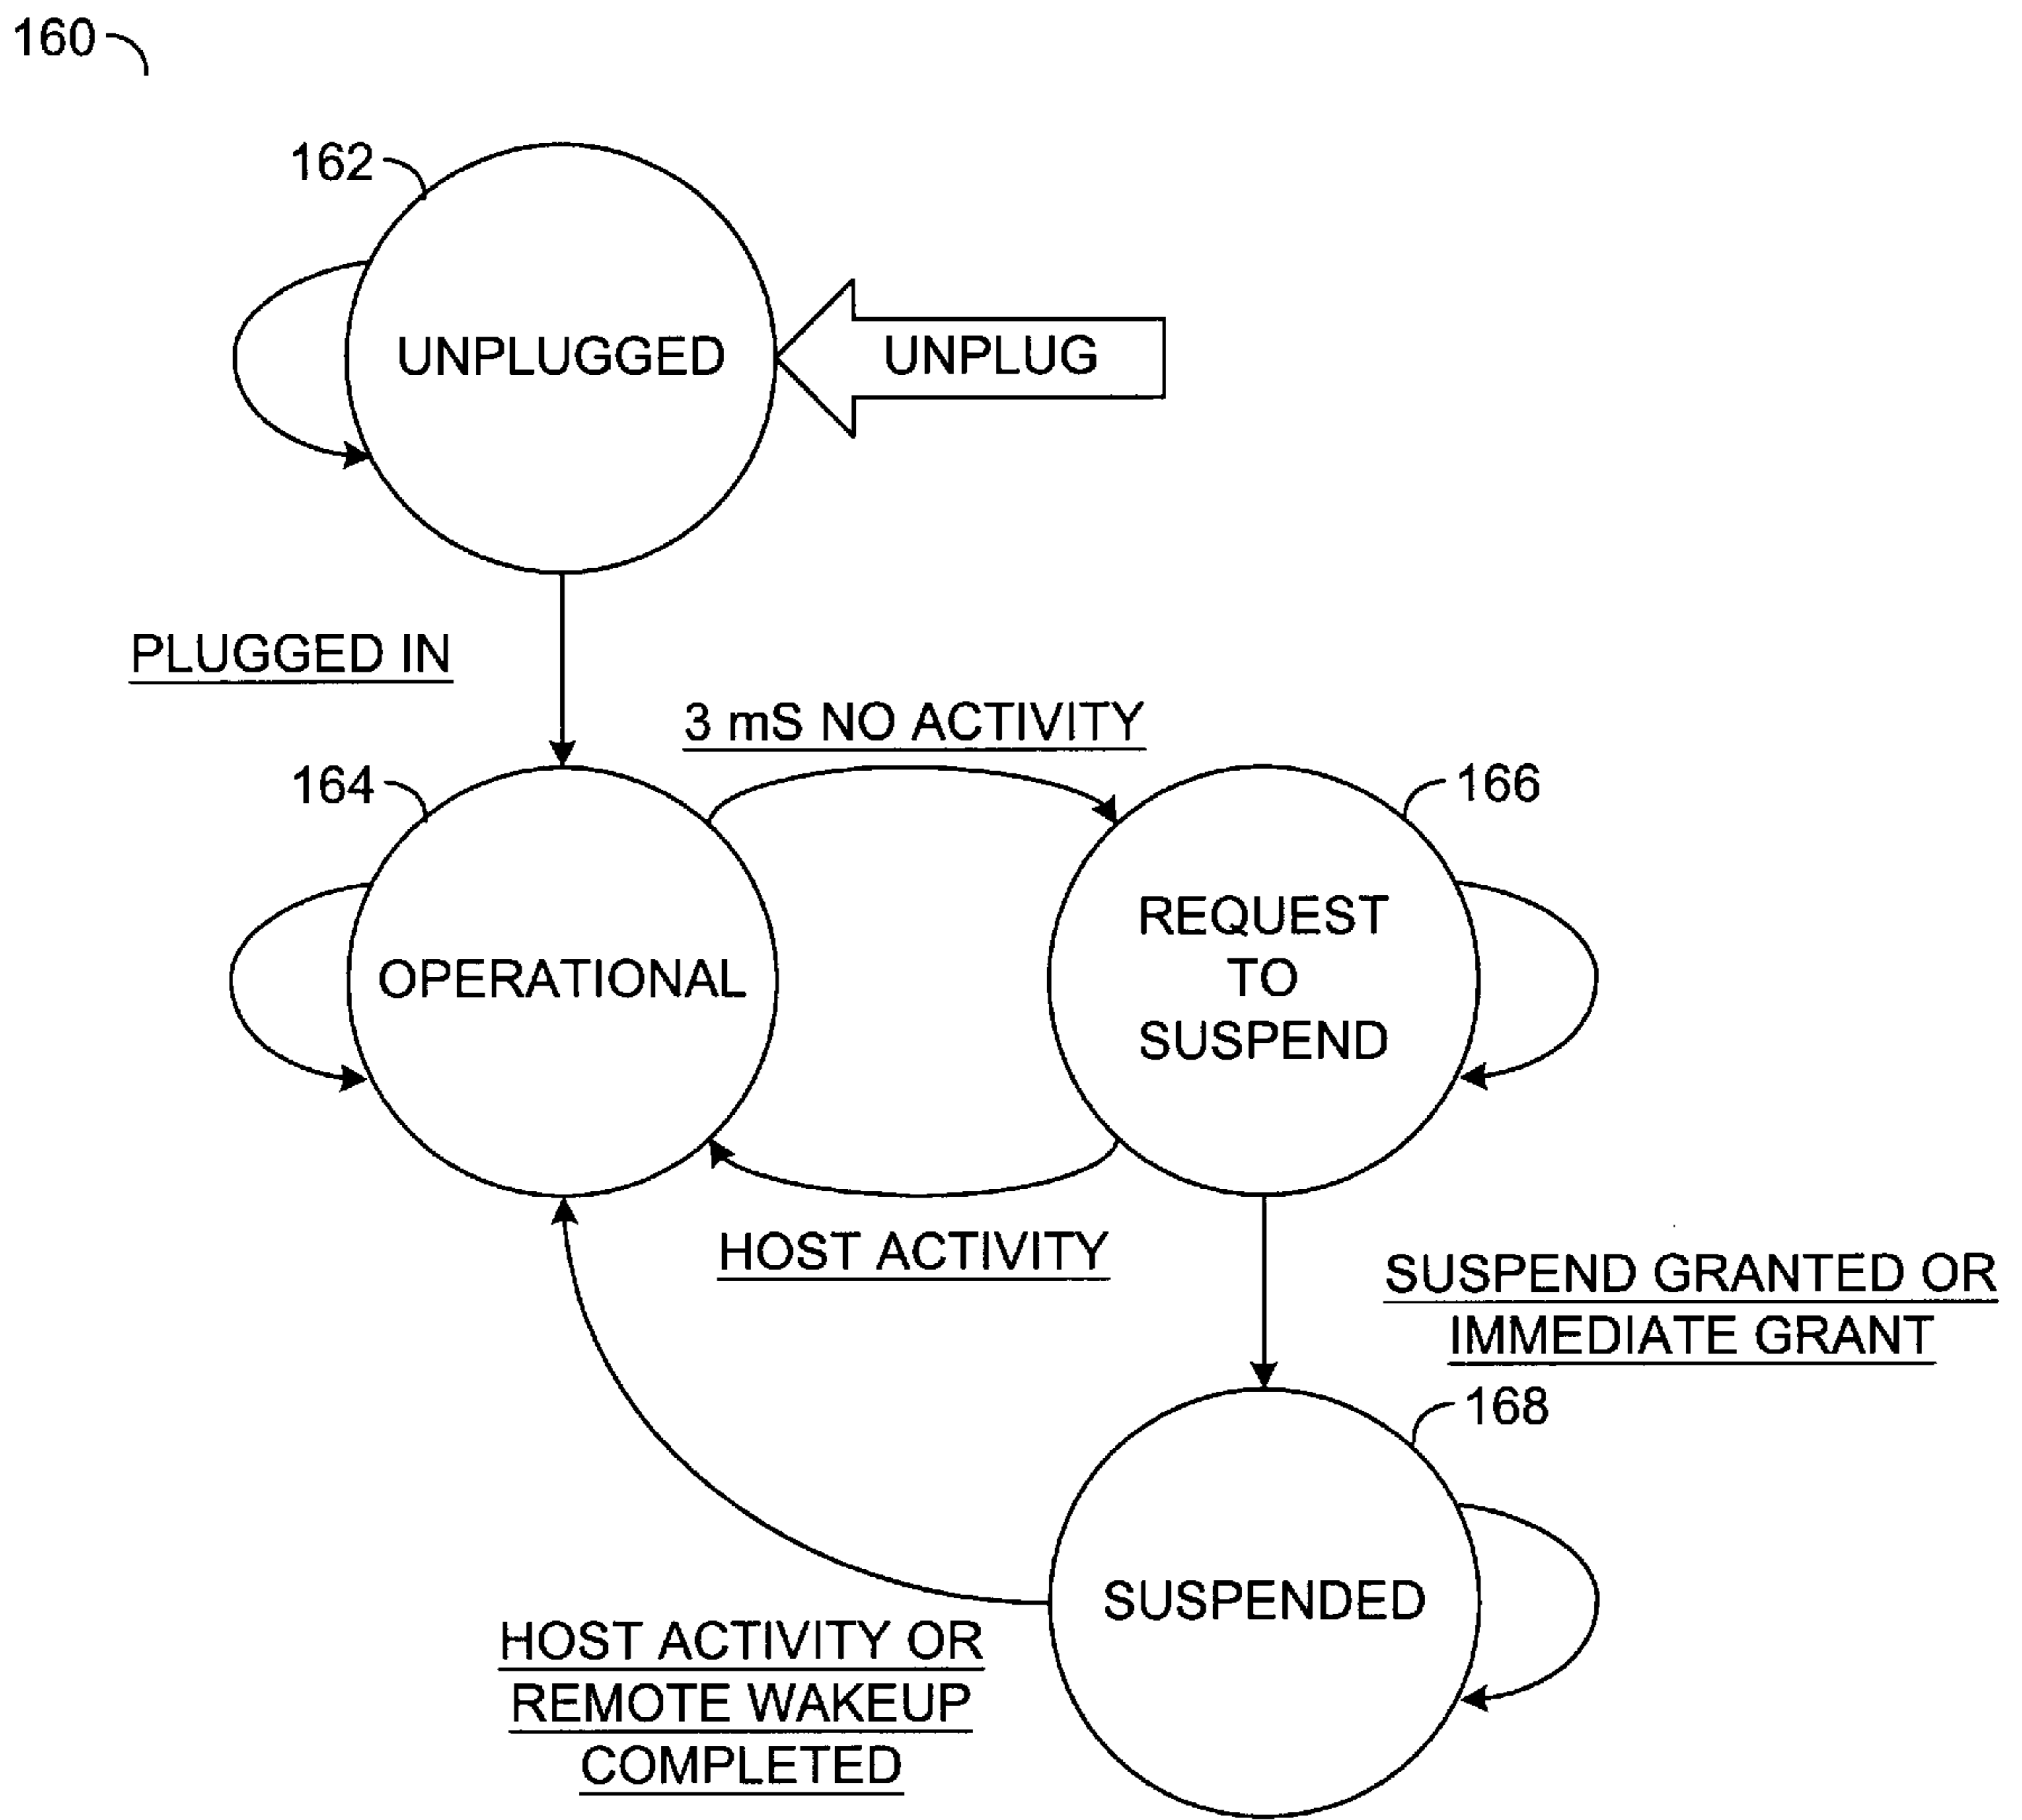 160
162
UNPLUGGED
UNPLUG
PLUGGED IN
3 mS NO ACTIVITY
164
166
OPERATIONAL
REQUEST
TO
SUSPEND
HOST ACTIVITY
SUSPEND GRANTED OR
IMMEDIATE GRANT
168
SUSPENDED
HOST ACTIVITY OR
REMOTE WAKEUP
COMPLETED